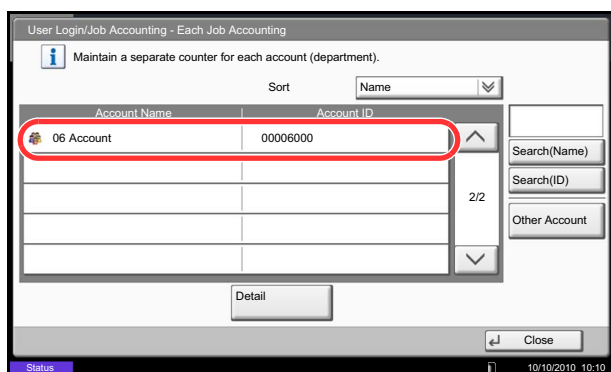 User Login/Job Accounting - Each Job Accounting
i Maintain a separate counter for each account (department).
Sort Name
Account Name Account ID
06 Account 00006000
Search(Name)
Search(ID)
2/2
Other Account
Detail
Close
Status 10/10/2010 10:10